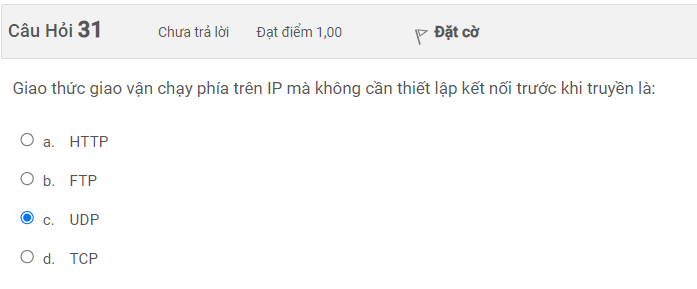 Câu Hỏi 31 Chưa trả lời Đạt điểm 1,00 Đặt cờ
Giao thức giao vận chạy phía trên IP mà không cần thiết lập kết nối trước khi truyền là:
a. HTTP
b. FTP
c. UDP
d. TCP